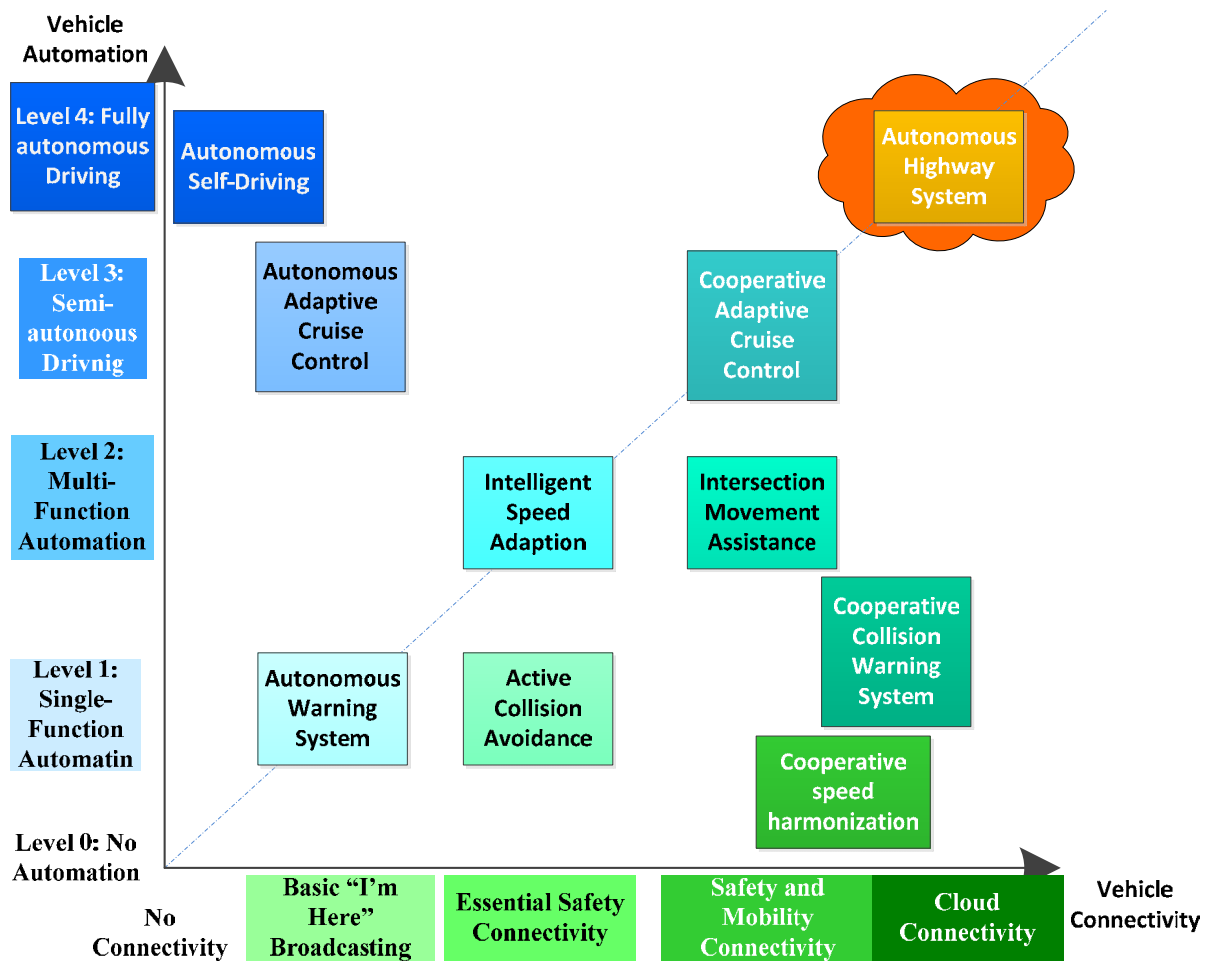 Vehicle
Automation
Level 4: Fully
autonomous
Driving
Autonomous
Self-Driving
Autonomous
Highway
System
Level 3:
Semi-
autonoous
Drivnig
Autonomous
Adaptive
Cruise
Control
Cooperative
Adaptive
Cruise
Control
Level 2:
Multi-
Function
Automation
Intelligent
Speed
Adaption
Intersection
Movement
Assistance
Cooperative
Collision
Warning
System
Level 1:
Single-
Function
Automatin
Autonomous
Warning
System
Active
Collision
Avoidance
Cooperative
speed
harmonization
Level 0: No
Automation
No
Connectivity
Basic “I’m
Here”
Broadcasting
Essential Safety
Connectivity
Safety and
Mobility
Connectivity
Cloud
Connectivity
Vehicle
Connectivity